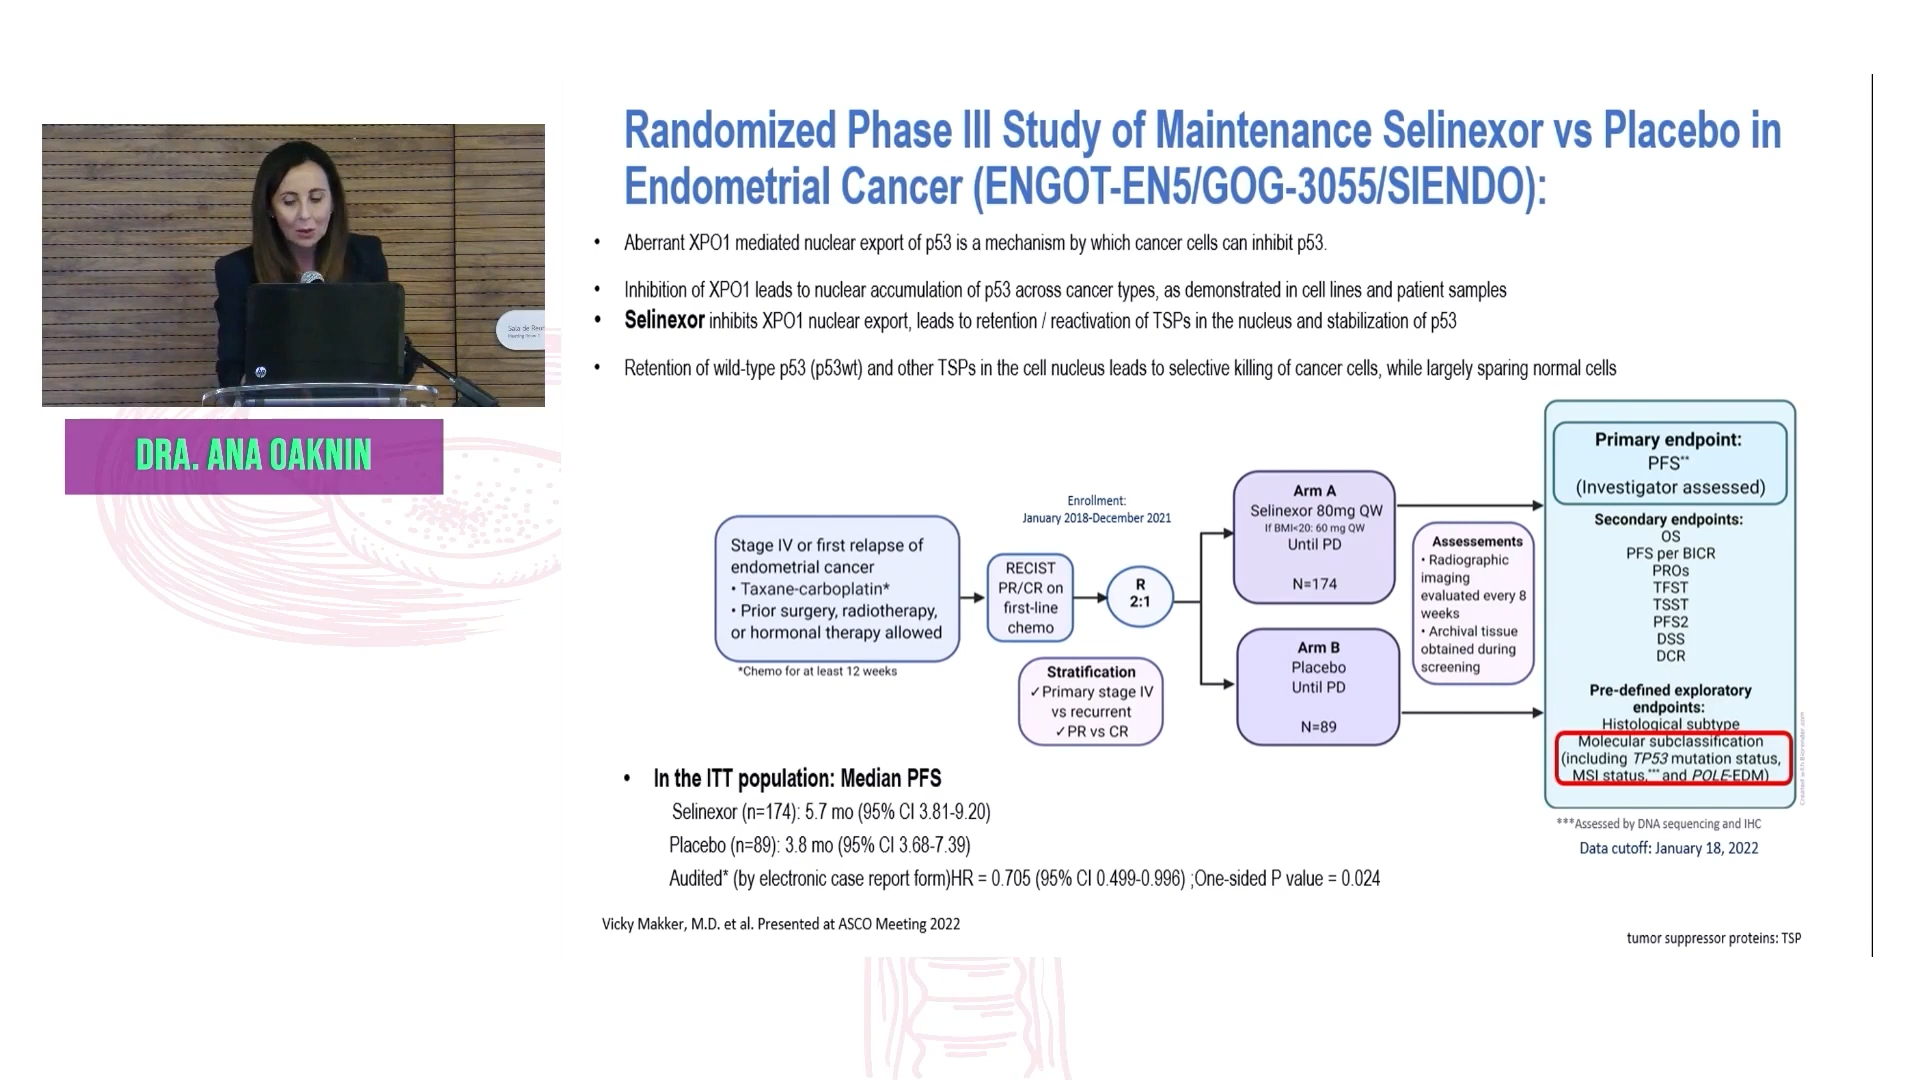 Randomized Phase III Study of Maintenance Selinexor vs Placebo in
Endometrial Cancer (ENGOT-EN5/GOG-3055/SIENDO):
• Aberrant XPO1 mediated nuclear export of p53 is a mechanism by which cancer cells can inhibit p53.
• Inhibition of XPO1 leads to nuclear accumulation of p53 across cancer types, as demonstrated in cell lines and patient samples
• Selinexor inhibits XPO1 nuclear export, leads to retention / reactivation of TSPs in the nucleus and stabilization of p53
• Retention of wild-type p53 (p53wt) and other TSPs in the cell nucleus leads to selective killing of cancer cells, while largely sparing normal cells
Sala de
hp
DRA. ANA OAKNIN
Stage IV or first relapse of
endometrial cancer
• Taxane-carboplatin*
• Prior surgery, radiotherapy,
or hormonal therapy allowed
*Chemo for at least 12 weeks
RECIST
PR/CR on
first-line
chemo
Enrollment:
January 2018-December 2021
R
2:1
Stratification
✓Primary stage IV
vs recurrent
✓PR vs CR
Arm A
Selinexor 80mg QW
If BMI<20: 60 mg QW
Until PD
N=174
Arm B
Placebo
Until PD
N=89
Assessements
• Radiographic
imaging
evaluated every 8
weeks
• Archival tissue
obtained during
screening
Primary endpoint:
PFS**
(Investigator assessed)
Secondary endpoints:
OS
PFS per BICR
PROs
TFST
TSST
PFS2
DSS
DCR
Pre-defined exploratory
endpoints:
Histological subtype
Molecular subclassification
(including TP53 mutation status,
MSI status,*** and POLE-EDM)
Created with BioRender.com
***Assessed by DNA sequencing and IHC
Data cutoff: January 18, 2022
• In the ITT population: Median PFS
Selinexor (n=174): 5.7 mo (95% CI 3.81-9.20)
Placebo (n=89): 3.8 mo (95% CI 3.68-7.39)
Audited* (by electronic case report form)HR = 0.705 (95% CI 0.499-0.996) ;One-sided P value = 0.024
Vicky Makker, M.D. et al. Presented at ASCO Meeting 2022
tumor suppressor proteins: TSP